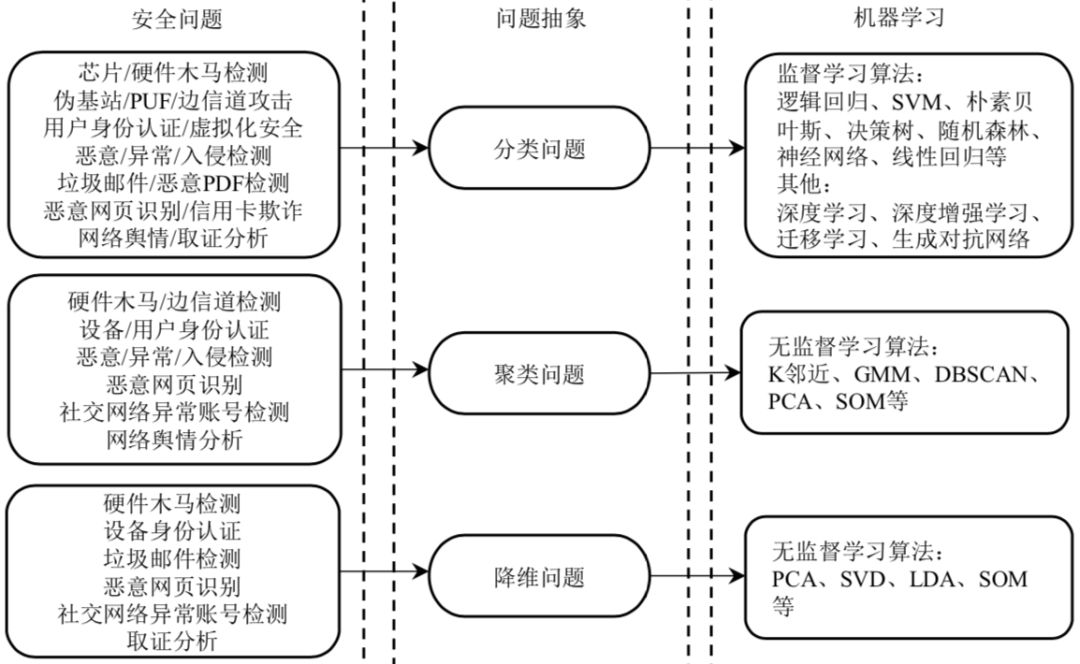 安全问题
问题抽象
机器学习
芯片/硬件木马检测
伪基站/PUF/边信道攻击
用户身份认证/虚拟化安全
恶意/异常/入侵检测
垃圾邮件/恶意PDF检测
恶意网页识别/信用卡欺诈
网络舆情/取证分析
分类问题
监督学习算法：
逻辑回归、SVM、朴素贝
叶斯、决策树、随机森林、
神经网络、线性回归等
其他：
深度学习、深度增强学习、
迁移学习、生成对抗网络
硬件木马/边信道检测
设备/用户身份认证
恶意/异常/入侵检测
恶意网页识别
社交网络异常账号检测
网络舆情分析
聚类问题
无监督学习算法：
K邻近、GMM、DBSCAN、
PCA、SOM等
硬件木马检测
设备身份认证
垃圾邮件检测
恶意网页识别
社交网络异常账号检测
取证分析
降维问题
无监督学习算法：
PCA、SVD、LDA、SOM
等